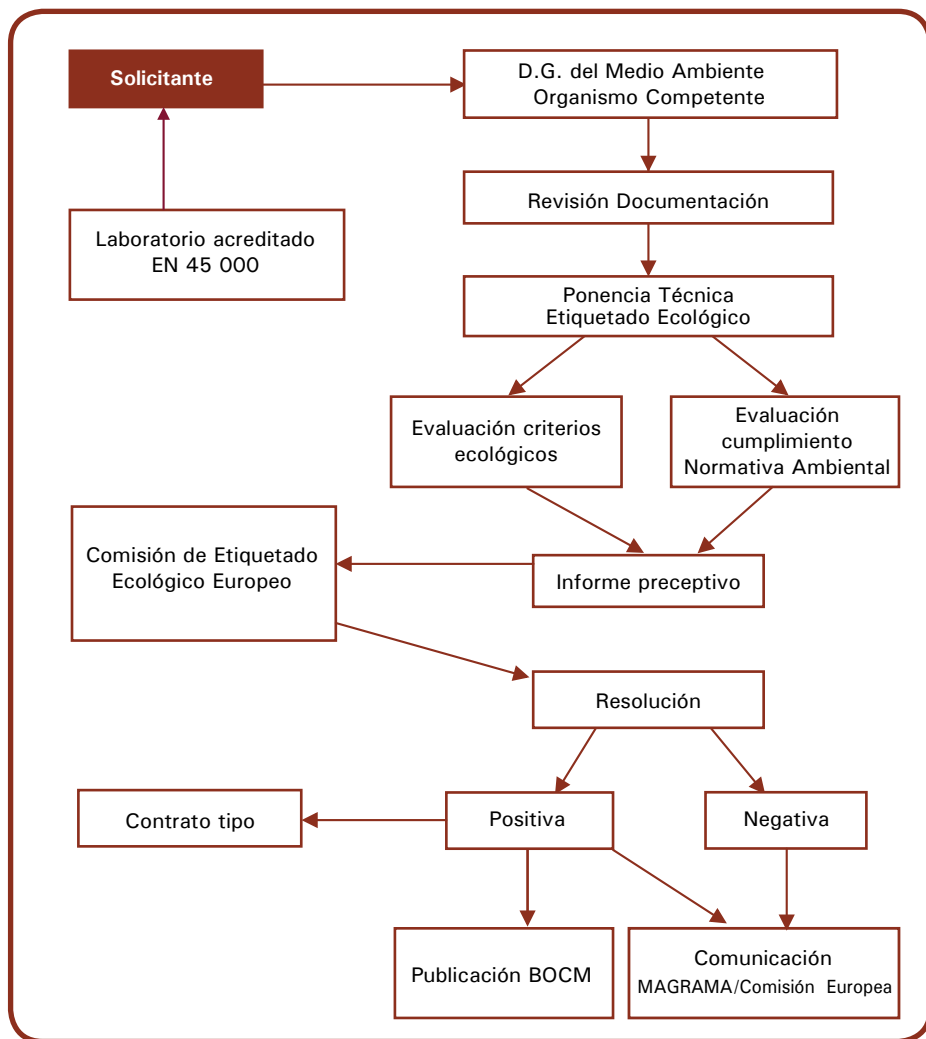 Solicitante
D.G. del Medio Ambiente
Organismo Competente
Revisión Documentación
Laboratorio acreditado
EN 45 000
Ponencia Técnica
Etiquetado Ecológico
Evaluación criterios
ecológicos
Evaluación
cumplimiento
Normativa Ambiental
Comisión de Etiquetado
Ecológico Europeo
Informe preceptivo
Resolución
Contrato tipo
Positiva
Negativa
Publicación BOCM
Comunicación
MAGRAMA/Comisión Europea